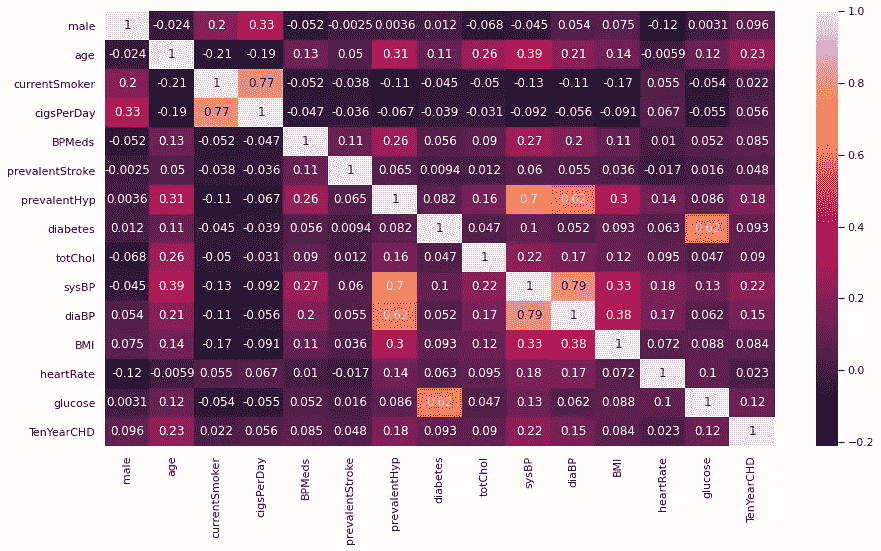 male 1 -0.024 0.2 0.33 -0.052 -0.0025 0.0036 0.012 -0.068 -0.045 0.054 0.075 -0.12 0.0031 0.096
age -0.024 1 -0.21 -0.19 0.13 0.05 0.31 0.11 0.26 0.39 0.21 0.14 -0.0059 0.12 0.23
currentSmoker 0.2 -0.21 1 0.77 -0.052 -0.038 -0.11 -0.045 -0.05 -0.13 -0.11 -0.17 0.055 -0.054 0.022
cigsPerDay 0.33 -0.19 0.77 1 -0.047 -0.036 -0.067 -0.039 -0.031 -0.092 -0.056 -0.091 0.067 -0.055 0.056
BPMeds -0.052 0.13 -0.052 -0.047 1 0.11 0.26 0.056 0.09 0.27 0.2 0.11 0.01 0.052 0.085
prevalentStroke -0.0025 0.05 -0.038 -0.036 0.11 1 0.065 0.0094 0.012 0.06 0.055 0.036 -0.017 0.016 0.048
prevalentHyp 0.0036 0.31 -0.11 -0.067 0.26 0.065 1 0.082 0.16 0.7 0.62 0.3 0.14 0.086 0.18
diabetes 0.012 0.11 -0.045 -0.039 0.056 0.0094 0.082 1 0.047 0.1 0.052 0.093 0.063 0.62 0.093
totChol -0.068 0.26 -0.05 -0.031 0.09 0.012 0.16 0.047 1 0.22 0.17 0.12 0.095 0.047 0.09
sysBP -0.045 0.39 -0.13 -0.092 0.27 0.06 0.7 0.1 0.22 1 0.79 0.33 0.18 0.13 0.22
diaBP 0.054 0.21 -0.11 -0.056 0.2 0.055 0.62 0.052 0.17 0.79 1 0.38 0.17 0.062 0.15
BMI 0.075 0.14 -0.17 -0.091 0.11 0.036 0.3 0.093 0.12 0.33 0.38 1 0.072 0.088 0.084
heartRate -0.12 -0.0059 0.055 0.067 0.01 -0.017 0.14 0.063 0.095 0.18 0.17 0.072 1 0.1 0.023
glucose 0.0031 0.12 -0.054 -0.055 0.052 0.016 0.086 0.62 0.047 0.13 0.062 0.088 0.1 1 0.12
TenYearCHD 0.096 0.23 0.022 0.056 0.085 0.048 0.18 0.093 0.09 0.22 0.15 0.084 0.023 0.12 1
male
age
currentSmoker
cigsPerDay
BPMeds
prevalentStroke
prevalentHyp
diabetes
totChol
sysBP
diaBP
BMI
heartRate
glucose
TenYearCHD
1.0
0.8
0.6
0.4
0.2
0.0
−0.2